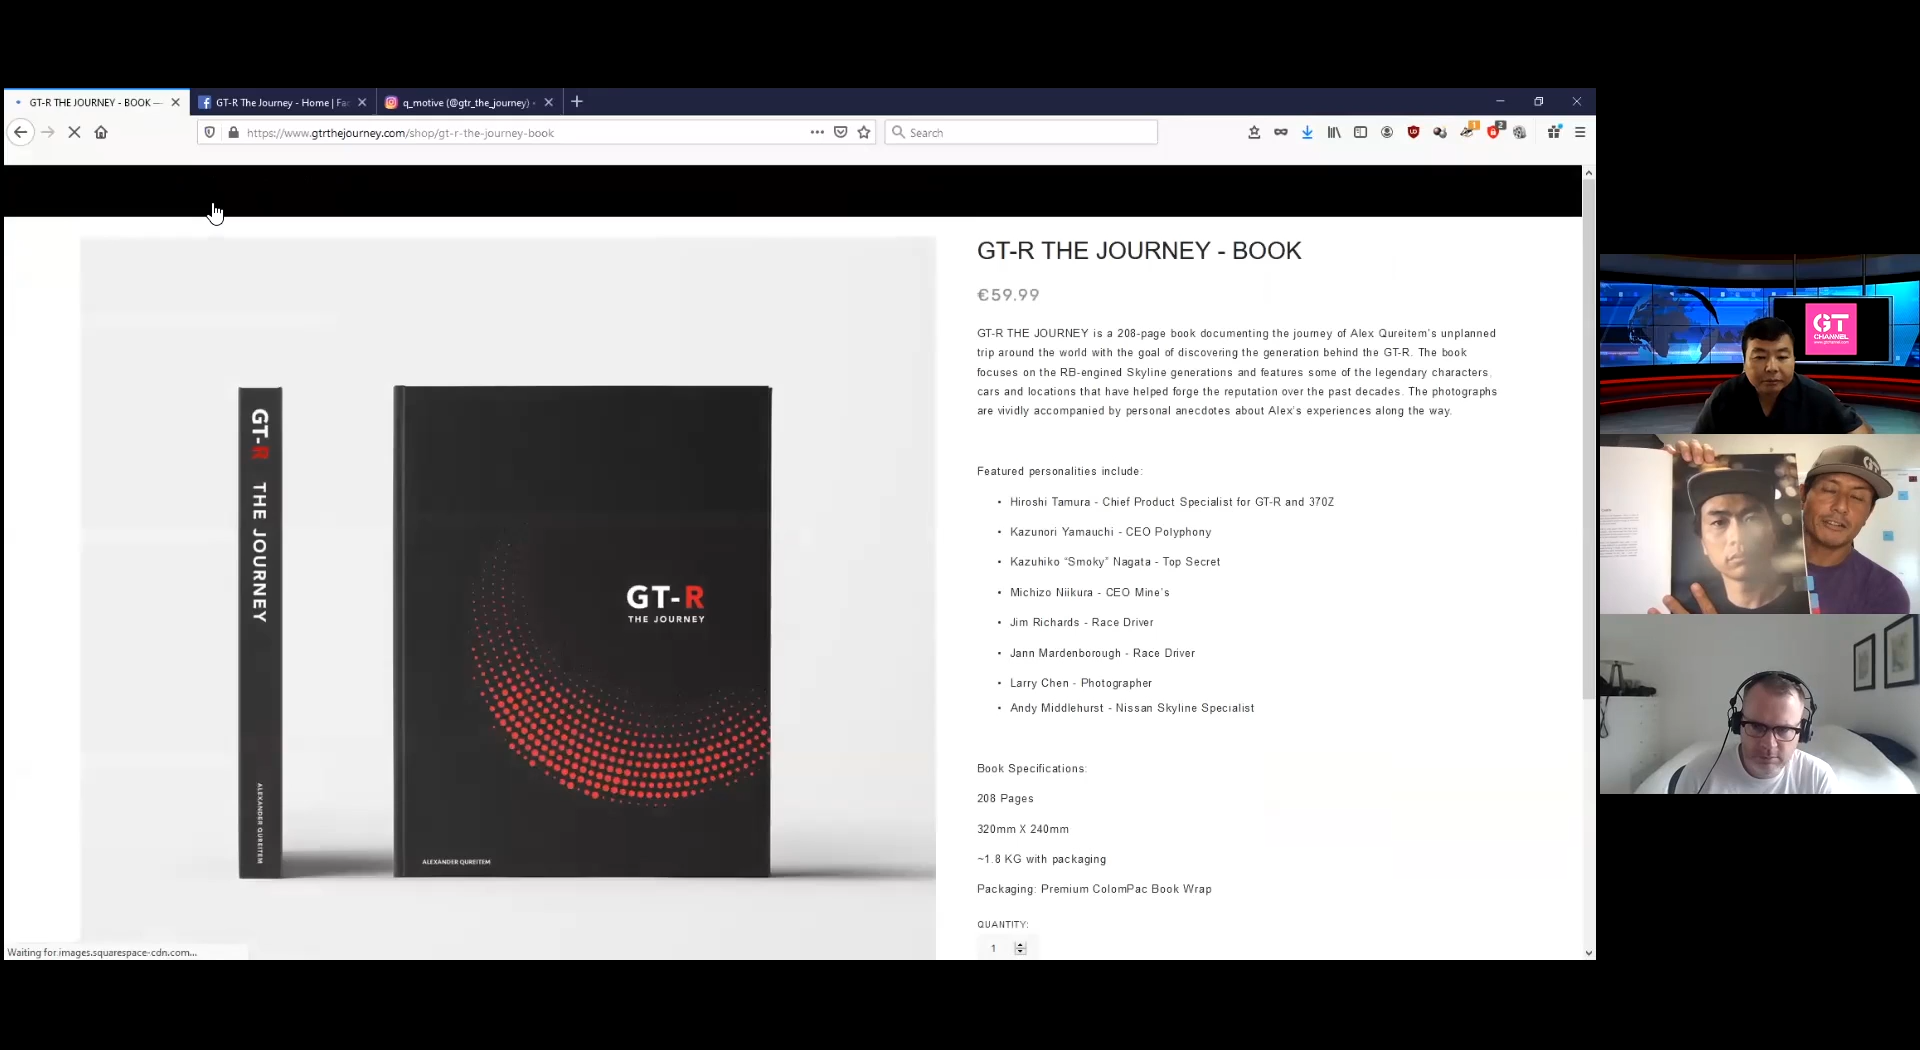 GT-R THE JOURNEY - BOOK —
GT-R The Journey - Home | Fac
q_motive (@gtr_the_journey) ·
https://www.gtrthejourney.com/shop/gt-r-the-journey-book
Search
1
2
GT-R THE JOURNEY
ALEXANDER QUREITEM
GT-R
THE JOURNEY
ALEXANDER QUREITEM
GT-R THE JOURNEY - BOOK
€59.99
GT-R THE JOURNEY is a 208-page book documenting the journey of Alex Qureitem's unplanned
trip around the world with the goal of discovering the generation behind the GT-R. The book
focuses on the RB-engined Skyline generations and features some of the legendary characters,
cars and locations that have helped forge the reputation over the past decades. The photographs
are vividly accompanied by personal anecdotes about Alex's experiences along the way.
Featured personalities include:
• Hiroshi Tamura - Chief Product Specialist for GT-R and 370Z
• Kazunori Yamauchi - CEO Polyphony
• Kazuhiko “Smoky” Nagata - Top Secret
• Michizo Niikura - CEO Mine's
• Jim Richards - Race Driver
• Jann Mardenborough - Race Driver
• Larry Chen - Photographer
• Andy Middlehurst - Nissan Skyline Specialist
Book Specifications:
208 Pages
320mm X 240mm
~1.8 KG with packaging
Packaging: Premium ColomPac Book Wrap
QUANTITY:
1
Waiting for images.squarespace-cdn.com...
GT
CHANNEL
www.gtchannel.com